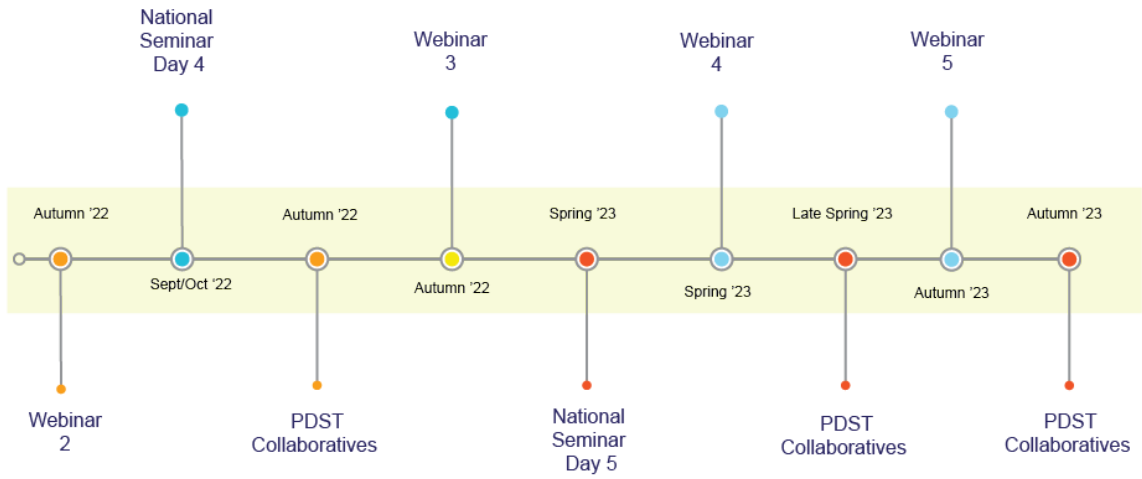 National
Seminar
Day 4
Webinar
3
Webinar
4
Webinar
5
Autumn '22
Autumn '22
Spring '23
Late Spring '23
Autumn '23
Sept/Oct '22
Autumn '22
Spring '23
Autumn '23
Webinar
2
PDST
Collaboratives
National
Seminar
Day 5
PDST
Collaboratives
PDST
Collaboratives